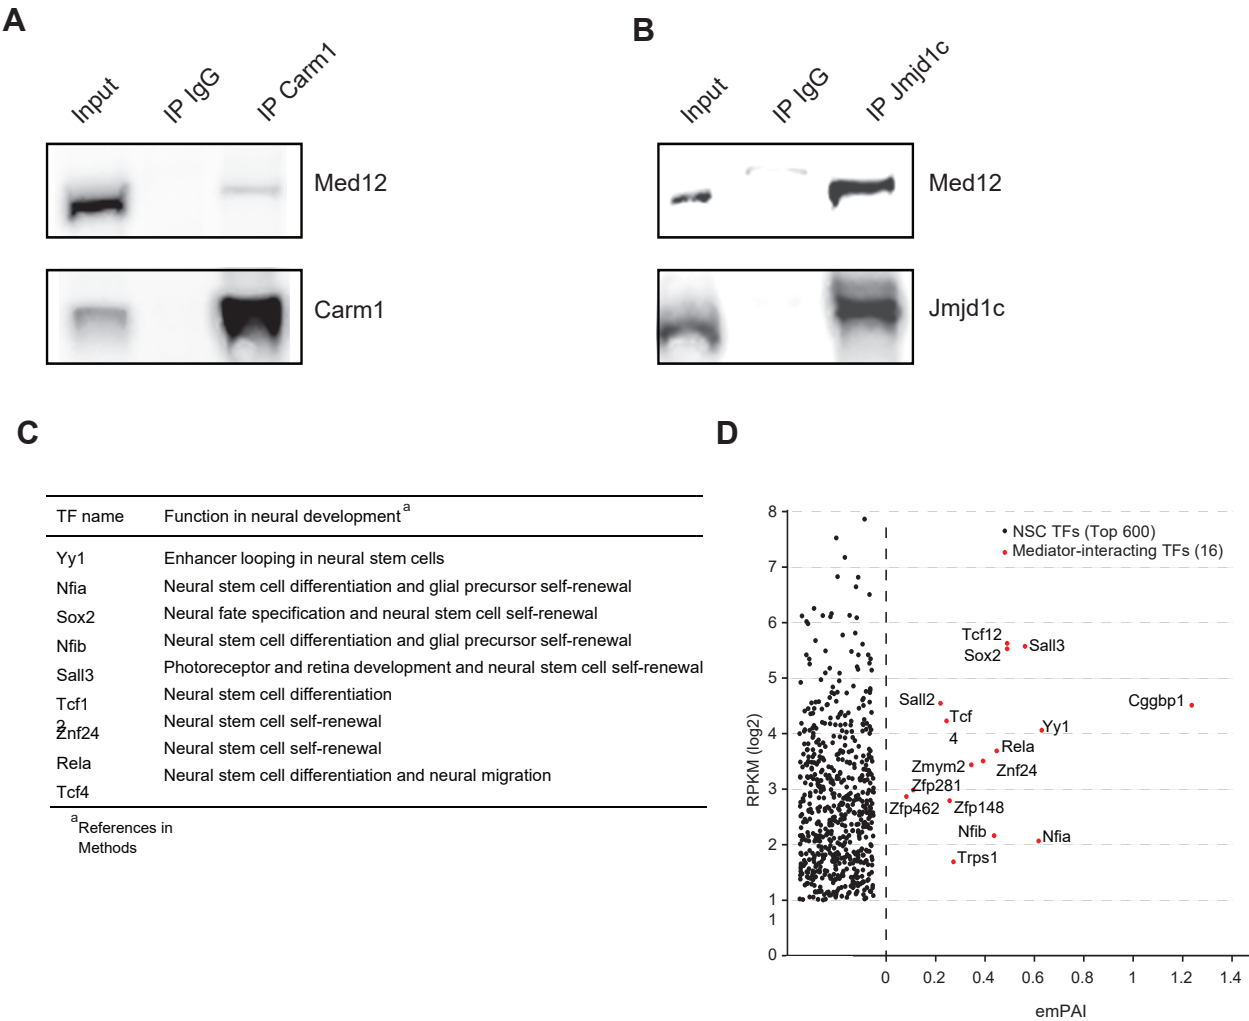 A
Input
IP IgG
IP Carm1
Med12
Carm1
B
Input
IP IgG
IP Jmjd1c
Med12
Jmjd1c
C
TF name Function in neural development a
Yy1 Enhancer looping in neural stem cells
Nfia Neural stem cell differentiation and glial precursor self-renewal
Sox2 Neural fate specification and neural stem cell self-renewal
Nfib Neural stem cell differentiation and glial precursor self-renewal
Sall3 Photoreceptor and retina development and neural stem cell self-renewal
Tcf1
2 Neural stem cell differentiation
Znf24 Neural stem cell self-renewal
Rela Neural stem cell self-renewal
Tcf4 Neural stem cell differentiation and neural migration
a References in
Methods
D
NSC TFs (Top 600)
Mediator-interacting TFs (16)
8
7
6
5
4
3
2
1
1
0
RPKM (log2)
Tcf12
Sox2
Sall3
Sall2
Tcf
4
Cggbp1
Yy1
Rela
Znf24
Zmym2
Zfp281
Zfp462
Zfp148
Nfib
Nfia
Trps1
0 0.2 0.4 0.6 0.8 1 1.2 1.4
emPAI